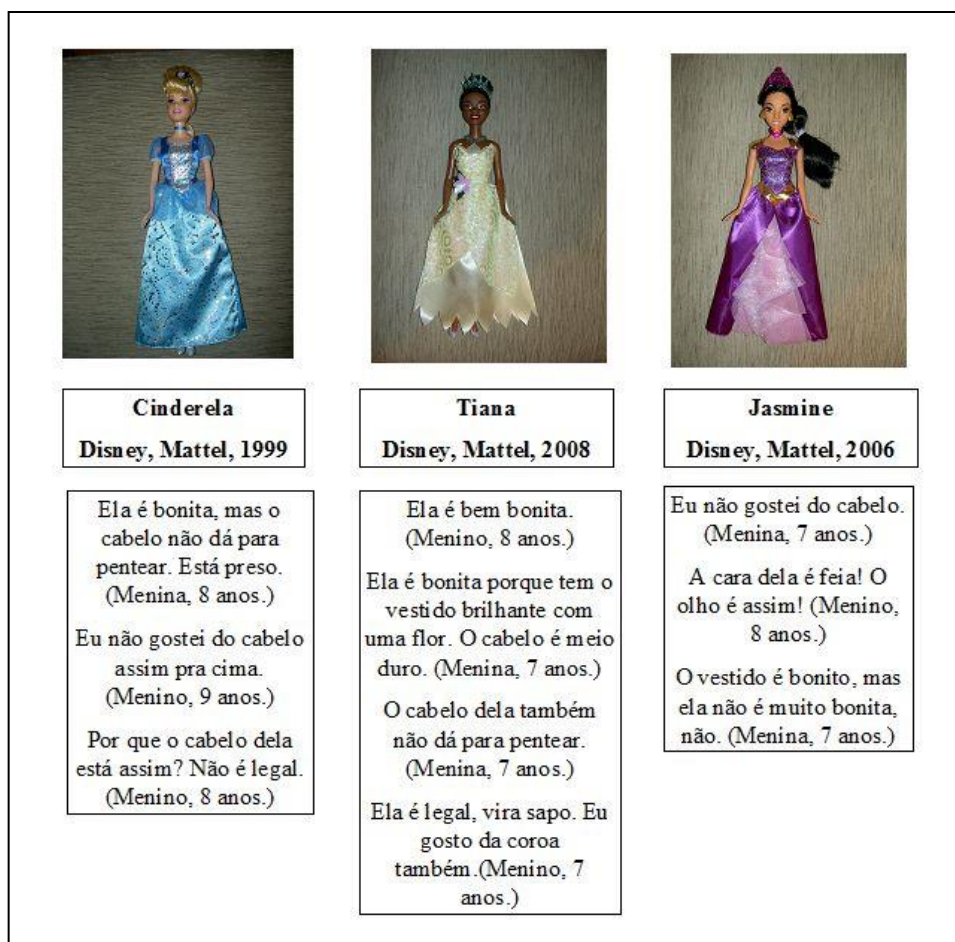 Cinderela
Disney, Mattel, 1999
Ela é bonita, mas o
cabelo não dá para
pentear. Está preso.
(Menina, 8 anos.)
Eu não gostei do cabelo
assim pra cima.
(Menino, 9 anos.)
Por que o cabelo dela
está assim? Não é legal.
(Menino, 8 anos.)
Tiana
Disney, Mattel, 2008
Ela é bem bonita.
(Menino, 8 anos.)
Ela é bonita porque tem o
vestido brilhante com
uma flor. O cabelo é meio
duro. (Menina, 7 anos.)
O cabelo dela também
não dá para pentear.
(Menina, 7 anos.)
Ela é legal, vira sapo. Eu
gosto da coroa
também.(Menino, 7
anos.)
Jasmine
Disney, Mattel, 2006
Eu não gostei do cabelo.
(Menina, 7 anos.)
A cara dela é feia! O
olho é assim! (Menino,
8 anos.)
O vestido é bonito, mas
ela não é muito bonita,
não. (Menina, 7 anos.)